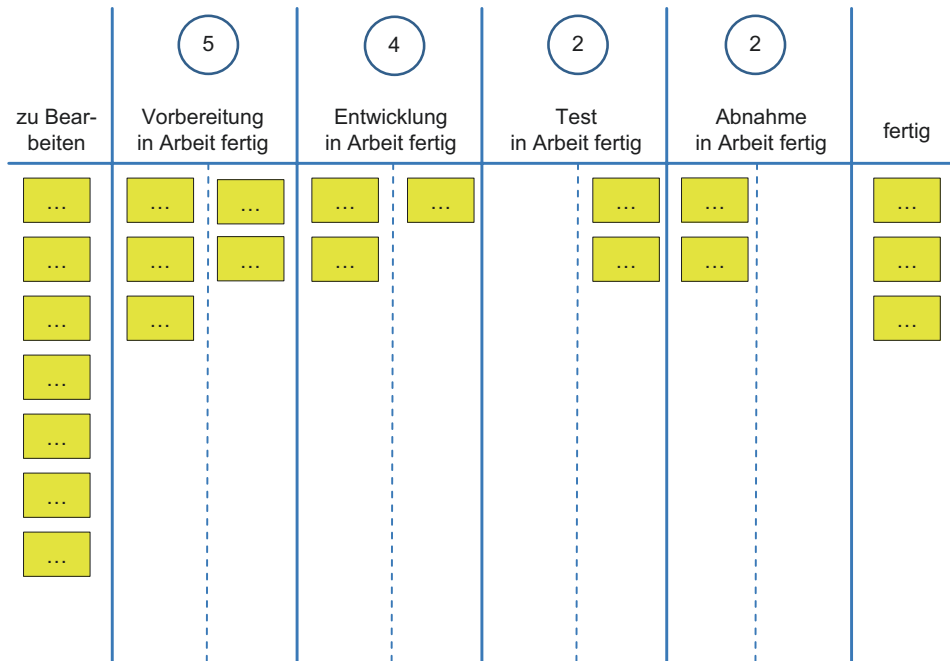 5
4
2
2
zu Bear-
beiten
Vorbereitung
in Arbeit fertig
Entwicklung
in Arbeit fertig
Test
in Arbeit fertig
Abnahme
in Arbeit fertig
fertig
... ... ... ... ... ... ... ...
... ... ... ... ... ... ...
... ... ...
...
...
...
...